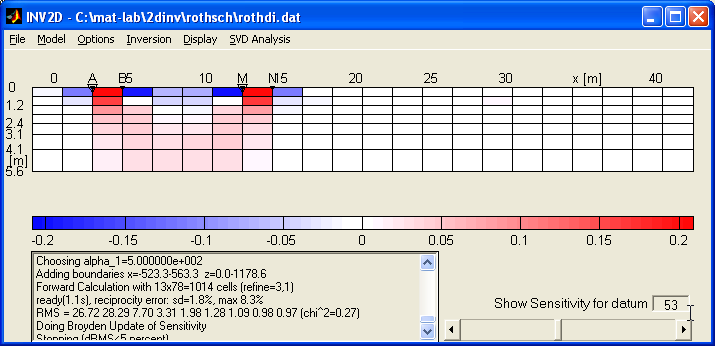 INV2D - C:\mat-lab\2dinv\rothsch\rothdi.dat
File Model Options Inversion Display SVD Analysis
0 A B5 10 M N15 20 25 30 x [m] 40
0
1.2
2.4
3.1
4.1
[m]
5.6
-0.2 -0.15 -0.1 -0.05 0 0.05 0.1 0.15 0.2
Choosing alpha_1=5.000000e+002
Adding boundaries x=-523.3-563.3 z=0.0-1178.6
Forward Calculation with 13x78=1014 cells (refine=3,1)
ready(1.1s), reciprocity error: sd=1.8%, max 8.3%
RMS = 26.72 28.29 7.70 3.31 1.98 1.28 1.09 0.98 0.97 (chi^2=0.27)
Doing Broyden Update of Sensitivity
Stopping (dRMS<5 percent)
Show Sensitivity for datum 53